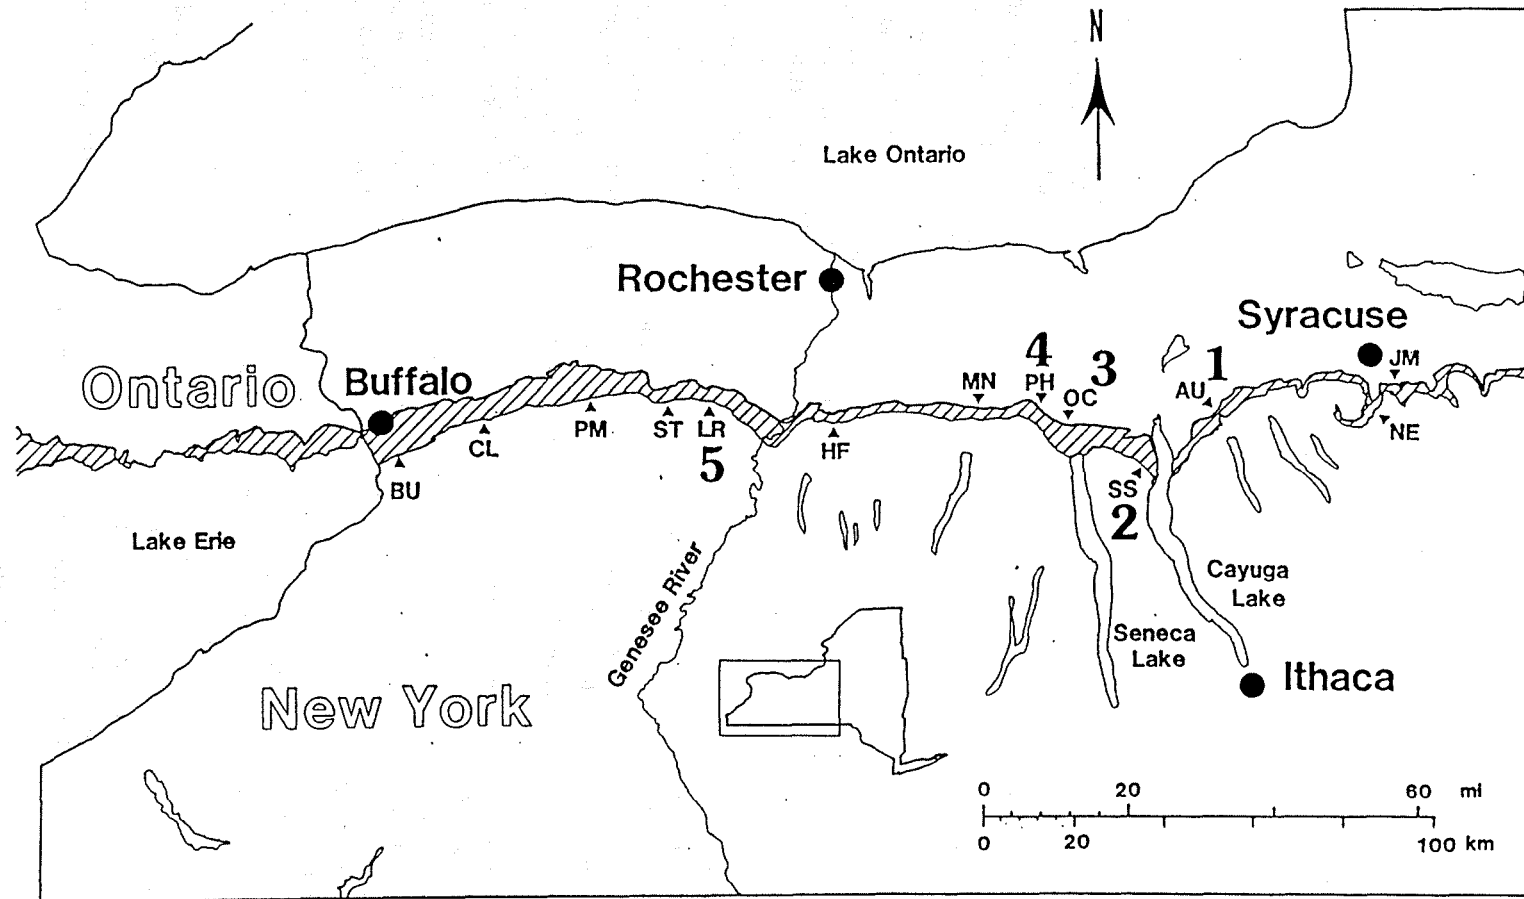 N
Lake Ontario
Rochester
Syracuse
Ontario
Buffalo
4
3
1
JM
MN
PH
OC
AU
CL
PM
ST
LR
HF
NE
5
BU
SS
2
Lake Erie
Genesee River
Cayuga
Lake
Seneca
Lake
Ithaca
New York
0 20 60 mi
0 20 100 km